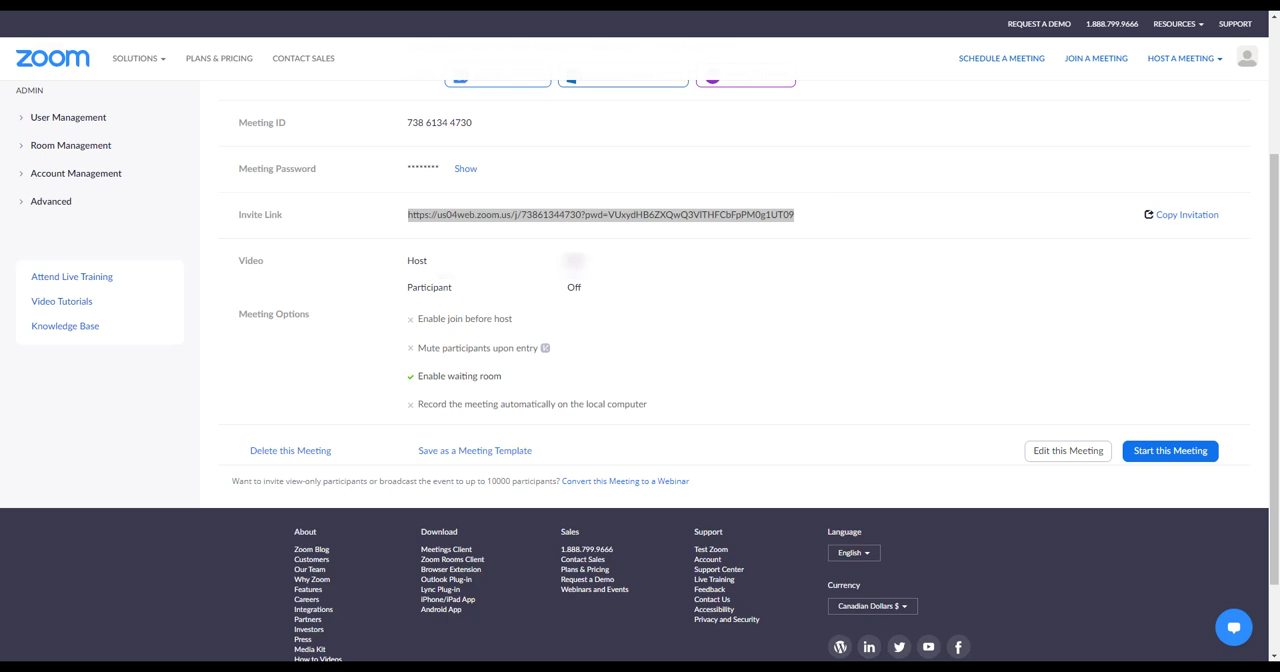 REQUEST A DEMO 1.888.799.9666 RESOURCES SUPPORT
zoom SOLUTIONS PLANS & PRICING CONTACT SALES SCHEDULE A MEETING JOIN A MEETING HOST A MEETING
ADMIN
User Management
Room Management
Account Management
Advanced
Attend Live Training
Video Tutorials
Knowledge Base
Meeting ID 738 6134 4730
Meeting Password ******** Show
Invite Link https://us04web.zoom.us/j/73861344730?pwd=VUxydHB6ZXQwQ3VlTHFCbFpPM0g1UT09 Copy Invitation
Video Host
Participant Off
Meeting Options
Enable join before host
Mute participants upon entry
Enable waiting room
Record the meeting automatically on the local computer
Delete this Meeting Save as a Meeting Template Edit this Meeting Start this Meeting
Want to invite view-only participants or broadcast the event to up to 10000 participants? Convert this Meeting to a Webinar
About
Zoom Blog
Customers
Our Team
Why Zoom
Features
Careers
Integrations
Partners
Investors
Press
Media Kit
How to Videos
Download
Meetings Client
Zoom Rooms Client
Browser Extension
Outlook Plug-in
Lync Plug-in
iPhone/iPad App
Android App
Sales
1.888.799.9666
Contact Sales
Plans & Pricing
Request a Demo
Webinars and Events
Support
Test Zoom
Account
Support Center
Live Training
Feedback
Contact Us
Accessibility
Privacy and Security
Language
English
Currency
Canadian Dollars $